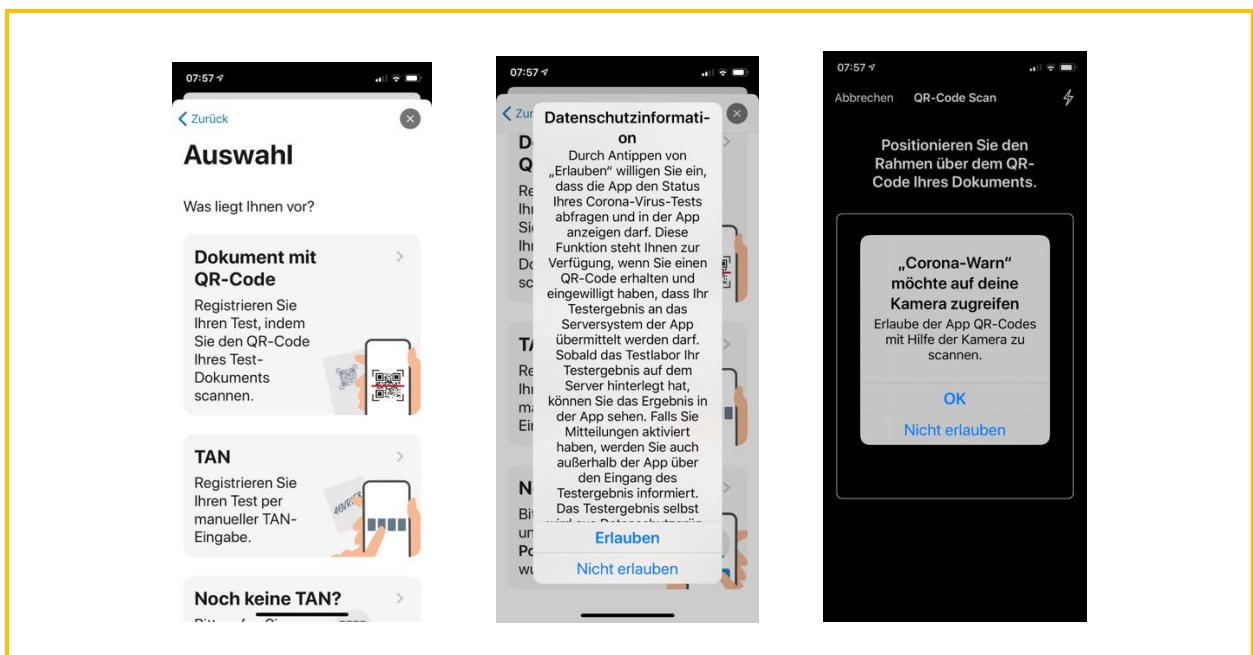 07:57
Zurück
Auswahl
Was liegt Ihnen vor?
Dokument mit
QR-Code
Registrieren Sie
Ihren Test, indem
Sie den QR-Code
Ihres Test-
Dokuments
scannen.
TAN
Registrieren Sie
Ihren Test per
manueller TAN-
Eingabe.
Noch keine TAN?
07:57
Zur
Datenschutzinformati-
on
Durch Antippen von
„Erlauben“ willigen Sie ein,
dass die App den Status
Ihres Corona-Virus-Tests
abfragen und in der App
anzeigen darf. Diese
Funktion steht Ihnen zur
Verfügung, wenn Sie einen
QR-Code erhalten und
eingewilligt haben, dass Ihr
Testergebnis an das
Serversystem der App
übermittelt werden darf.
Sobald das Testlabor Ihr
Testergebnis auf dem
Server hinterlegt hat,
können Sie das Ergebnis in
der App sehen. Falls Sie
Mitteilungen aktiviert
haben, werden Sie auch
außerhalb der App über
den Eingang des
Testergebnis informiert.
Das Testergebnis selbst
Erlauben
Nicht erlauben
07:57
Abbrechen QR-Code Scan
Positionieren Sie den
Rahmen über dem QR-
Code Ihres Dokuments.
„Corona-Warn“
möchte auf deine
Kamera zugreifen
Erlaube der App QR-Codes
mit Hilfe der Kamera zu
scannen.
OK
Nicht erlauben